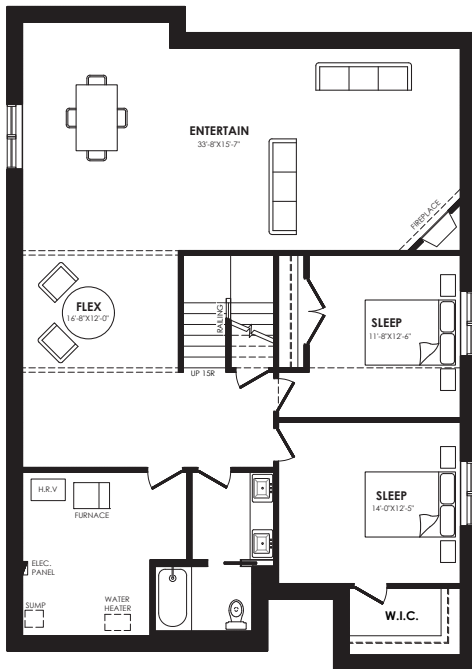 ENTERTAIN
33'-8"X15'-7"
FIREPLACE
FLEX
16'-8"X12'-0"
RAILING
UP 15R
SLEEP
11'-8"X12'-6"
SLEEP
14'-0"X12'-5"
H.R.V
FURNACE
ELEC.
PANEL
SUMP
WATER
HEATER
W.I.C.